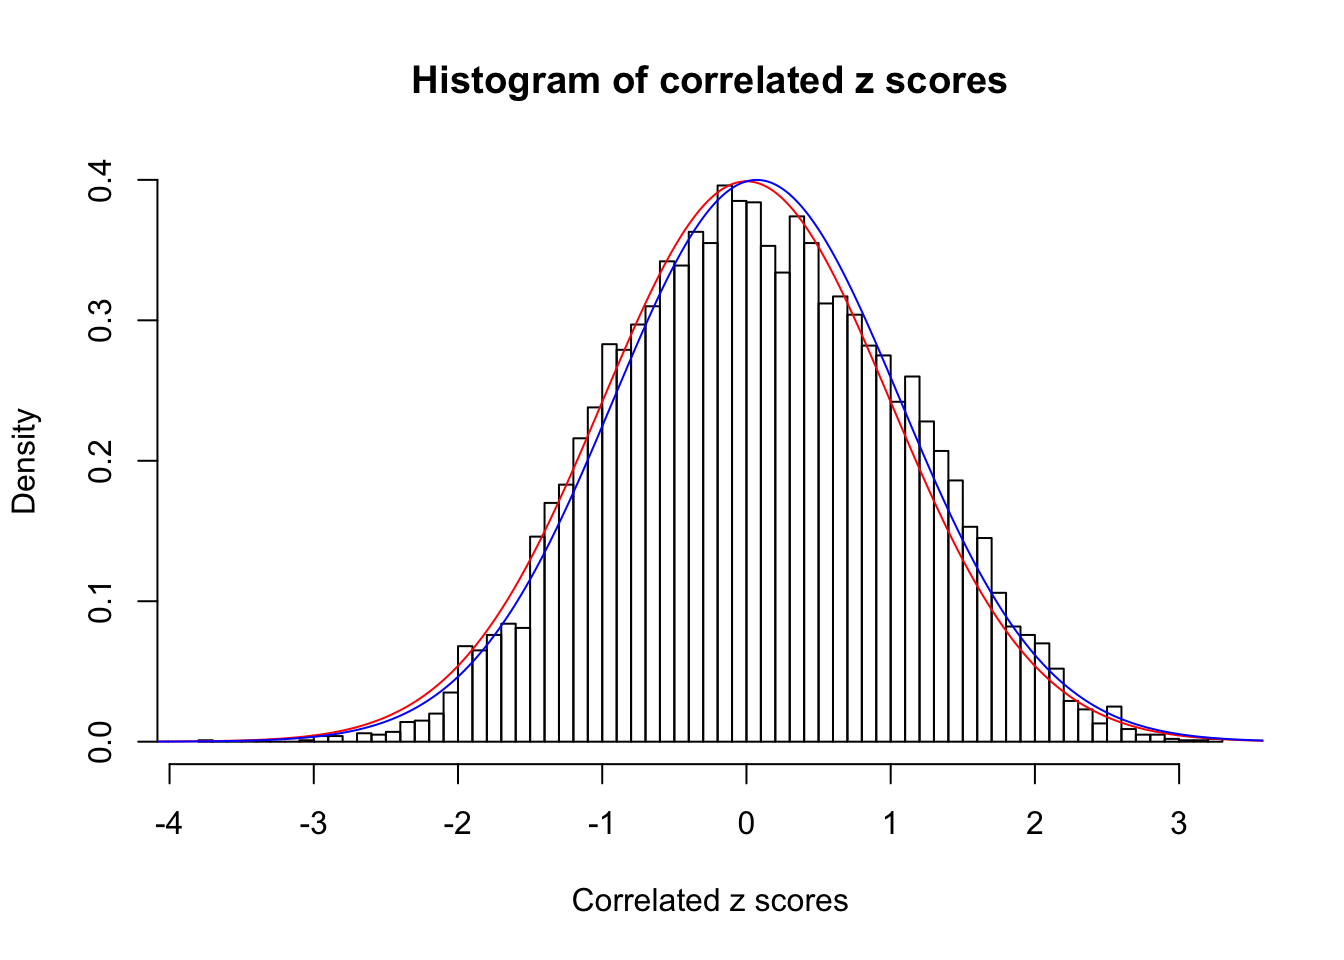 Histogram of correlated z scores
Density
0.4
0.3
0.2
0.1
0.0
-4 -3 -2 -1 0 1 2 3
Correlated z scores